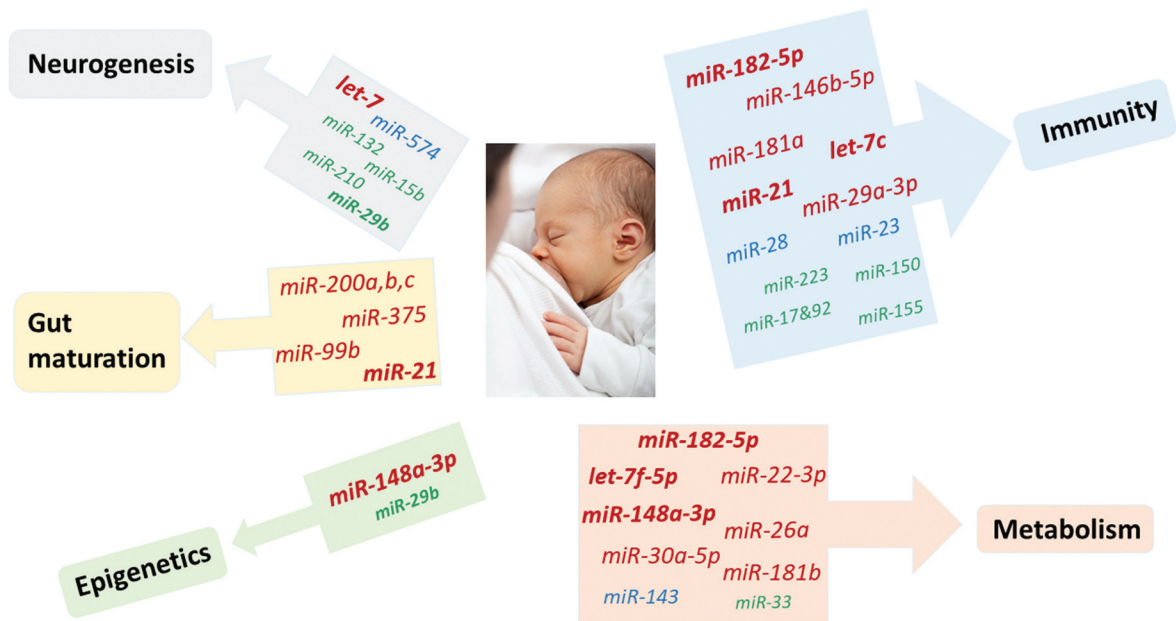 Neurogenesis
let-7
miR-574
miR-132
miR-15b
miR-210
miR-29b
miR-182-5p
miR-146b-5p
miR-181a
let-7c
miR-21
miR-29a-3p
miR-28
miR-23
miR-223
miR-150
miR-17&92
miR-155
Immunity
Gut
maturation
miR-200a,b,c
miR-375
miR-99b
miR-21
Epigenetics
miR-148a-3p
miR-29b
miR-182-5p
let-7f-5p
miR-22-3p
miR-148a-3p
miR-26a
miR-30a-5p
miR-181b
miR-143
miR-33
Metabolism